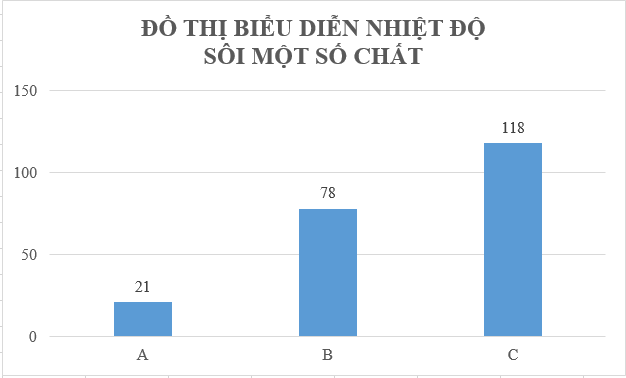 ĐỒ THỊ BIỂU DIỄN NHIỆT ĐỘ
SÔI MỘT SỐ CHẤT
150
100
50
0
21
78
118
A
B
C